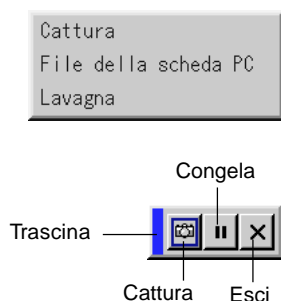 Cattura
File della scheda PC
Lavagna
Congela
Trascina
Cattura
Esci